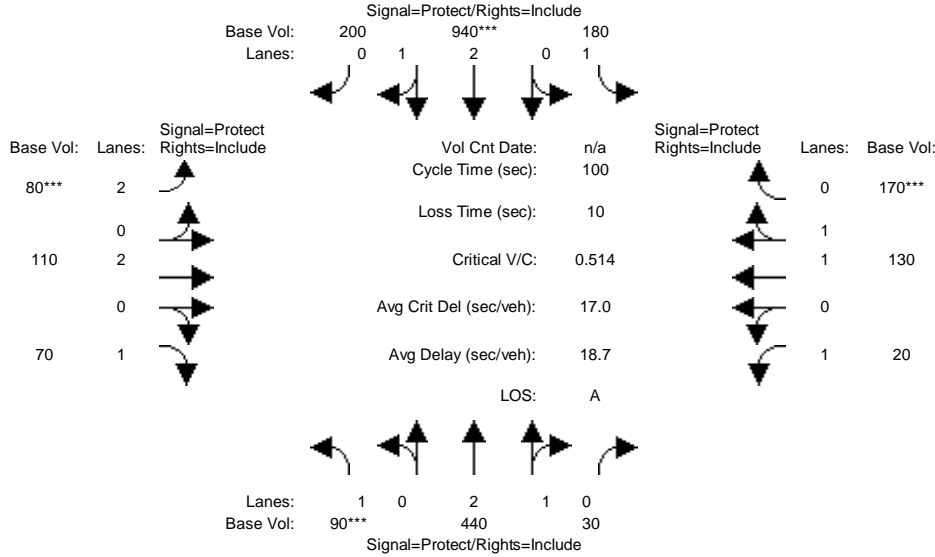 Signal=Protect/Rights=Include
Base Vol: 200 940*** 180
Lanes: 0 1 2 0 1
Signal=Protect
Rights=Include
Signal=Protect
Rights=Include
Base Vol: Lanes: Vol Cnt Date: n/a Lanes: Base Vol:
Cycle Time (sec): 100
80*** 2 0 170***
Loss Time (sec): 10
0 1
110 2 Critical V/C: 0.514 1 130
0 Avg Crit Del (sec/veh): 17.0 0
70 1 Avg Delay (sec/veh): 18.7 1 20
LOS: A
Lanes: 1 0 2 1 0
Base Vol: 90*** 440 30
Signal=Protect/Rights=Include